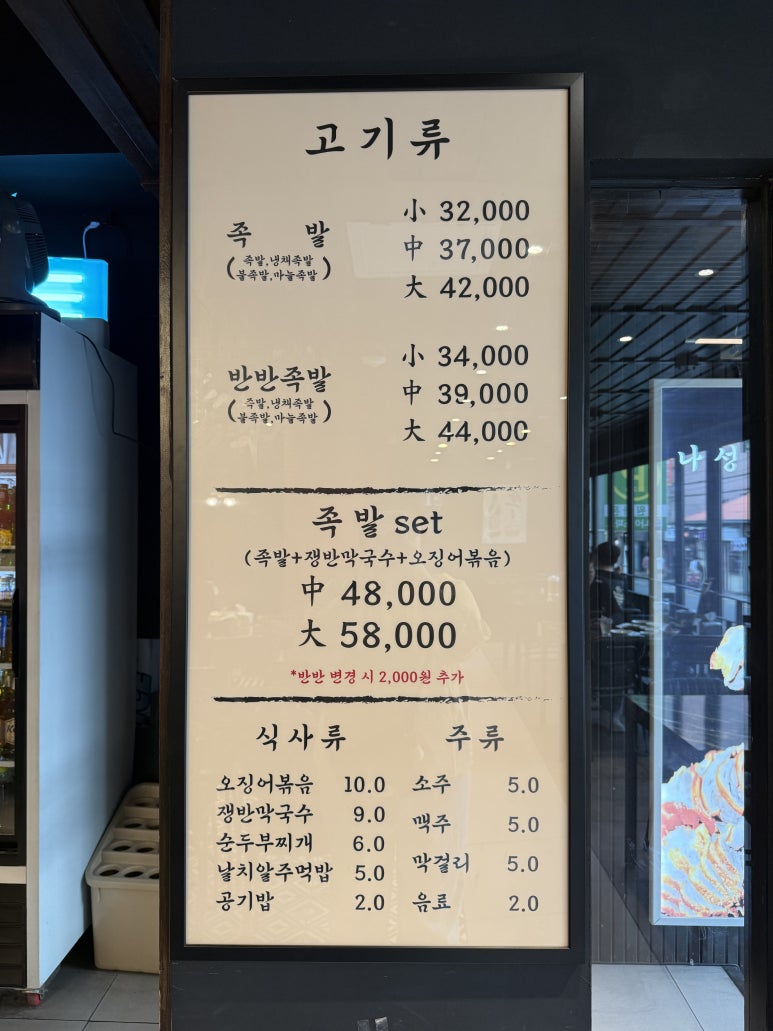 고기류
족 발
小 32,000
(족발,냉채족발
불족발,마늘족발)
中 37,000
大 42,000
반반족발
小 34,000
(족발,냉채족발
불족발,마늘족발)
中 39,000
大 44,000
족발 set
(족발+쟁반막국수+오징어볶음)
中 48,000
大 58,000
*반반 변경 시 2,000원 추가
식사류
오징어볶음 10.0
쟁반막국수 9.0
순두부찌개 6.0
날치알주먹밥 5.0
공기밥 2.0
주류
소주 5.0
맥주 5.0
막걸리 5.0
음료 2.0
나성